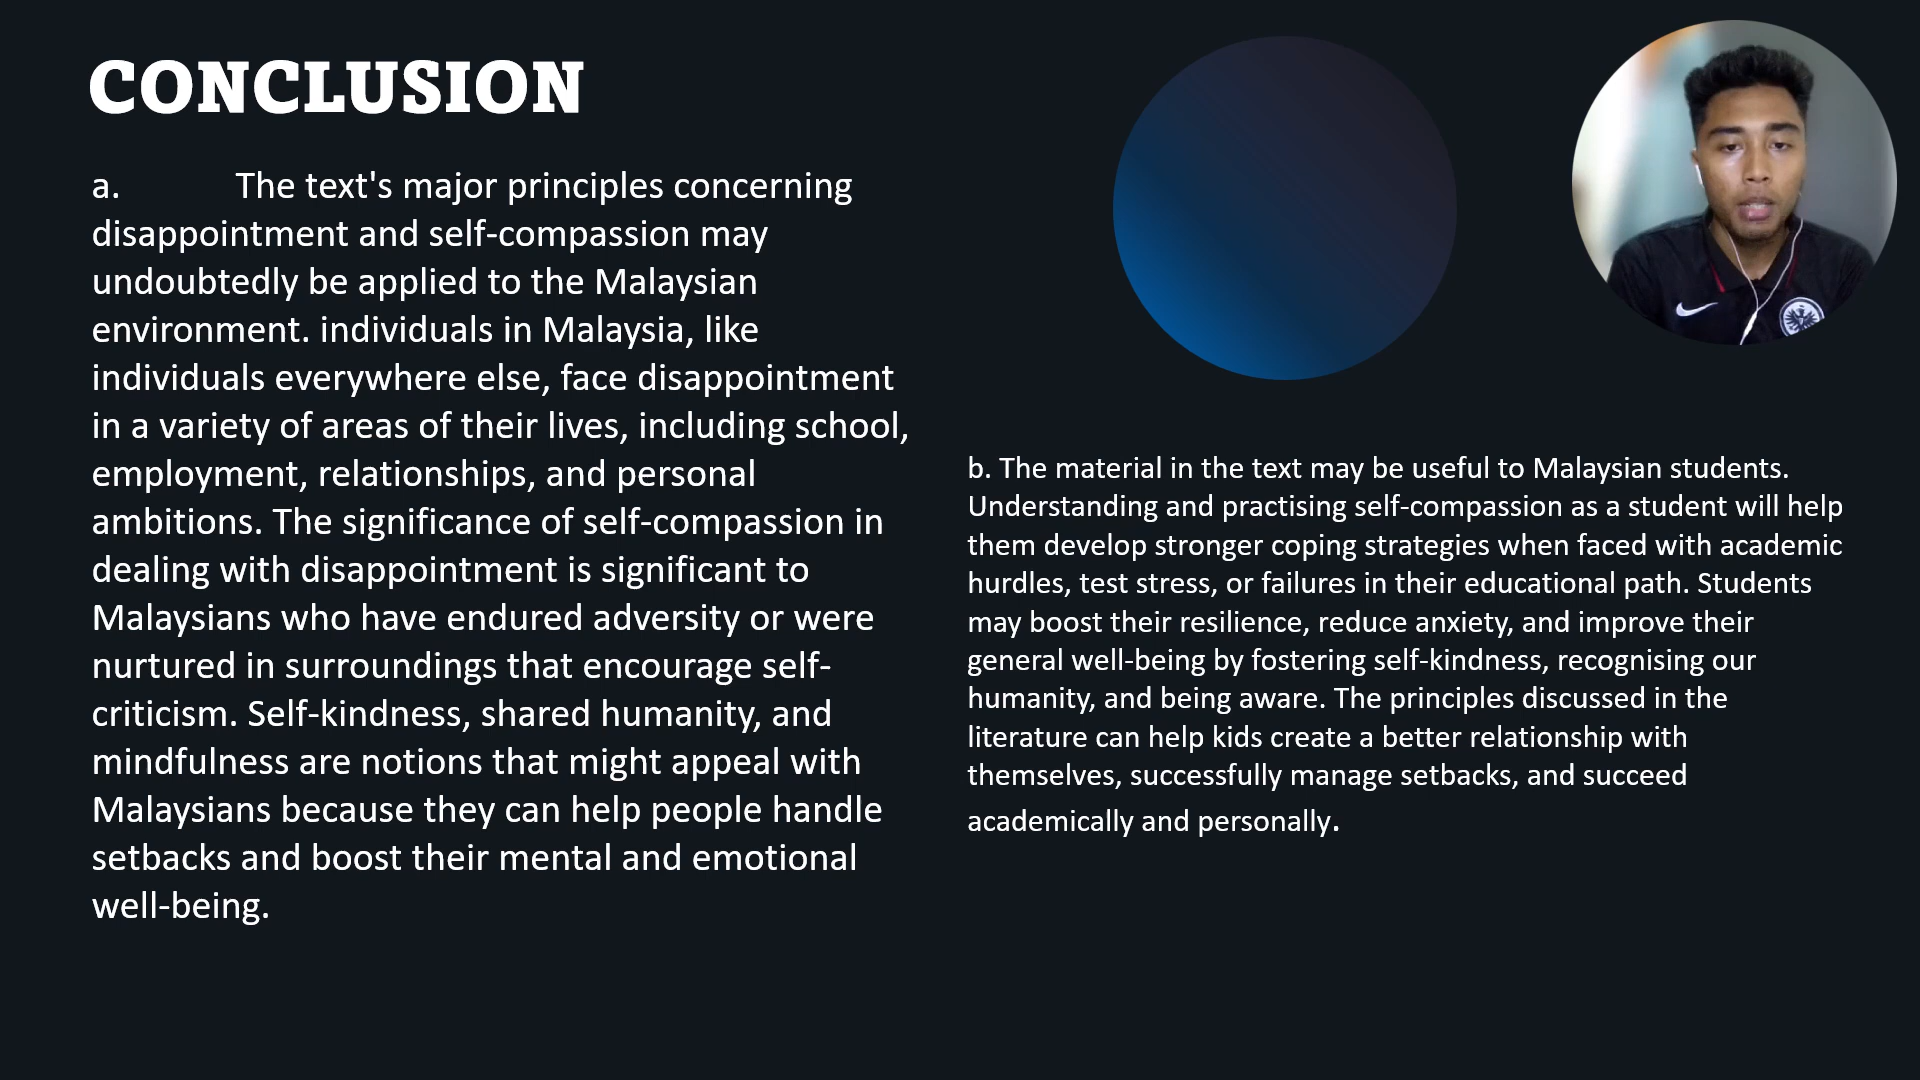 CONCLUSION
a. The text's major principles concerning
disappointment and self-compassion may
undoubtedly be applied to the Malaysian
environment. individuals in Malaysia, like
individuals everywhere else, face disappointment
in a variety of areas of their lives, including school,
employment, relationships, and personal
ambitions. The significance of self-compassion in
dealing with disappointment is significant to
Malaysians who have endured adversity or were
nurtured in surroundings that encourage self-
criticism. Self-kindness, shared humanity, and
mindfulness are notions that might appeal with
Malaysians because they can help people handle
setbacks and boost their mental and emotional
well-being.
b. The material in the text may be useful to Malaysian students.
Understanding and practising self-compassion as a student will help
them develop stronger coping strategies when faced with academic
hurdles, test stress, or failures in their educational path. Students
may boost their resilience, reduce anxiety, and improve their
general well-being by fostering self-kindness, recognising our
humanity, and being aware. The principles discussed in the
literature can help kids create a better relationship with
themselves, successfully manage setbacks, and succeed
academically and personally.